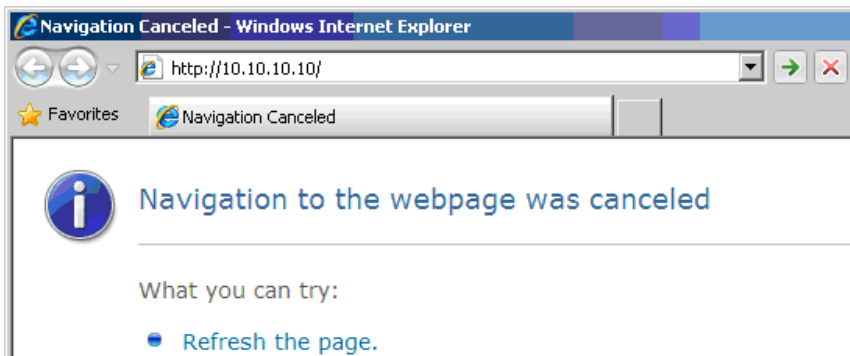 Navigation Canceled - Windows Internet Explorer
http://10.10.10.10/
Favorites
Navigation Canceled
Navigation to the webpage was canceled
What you can try:
Refresh the page.